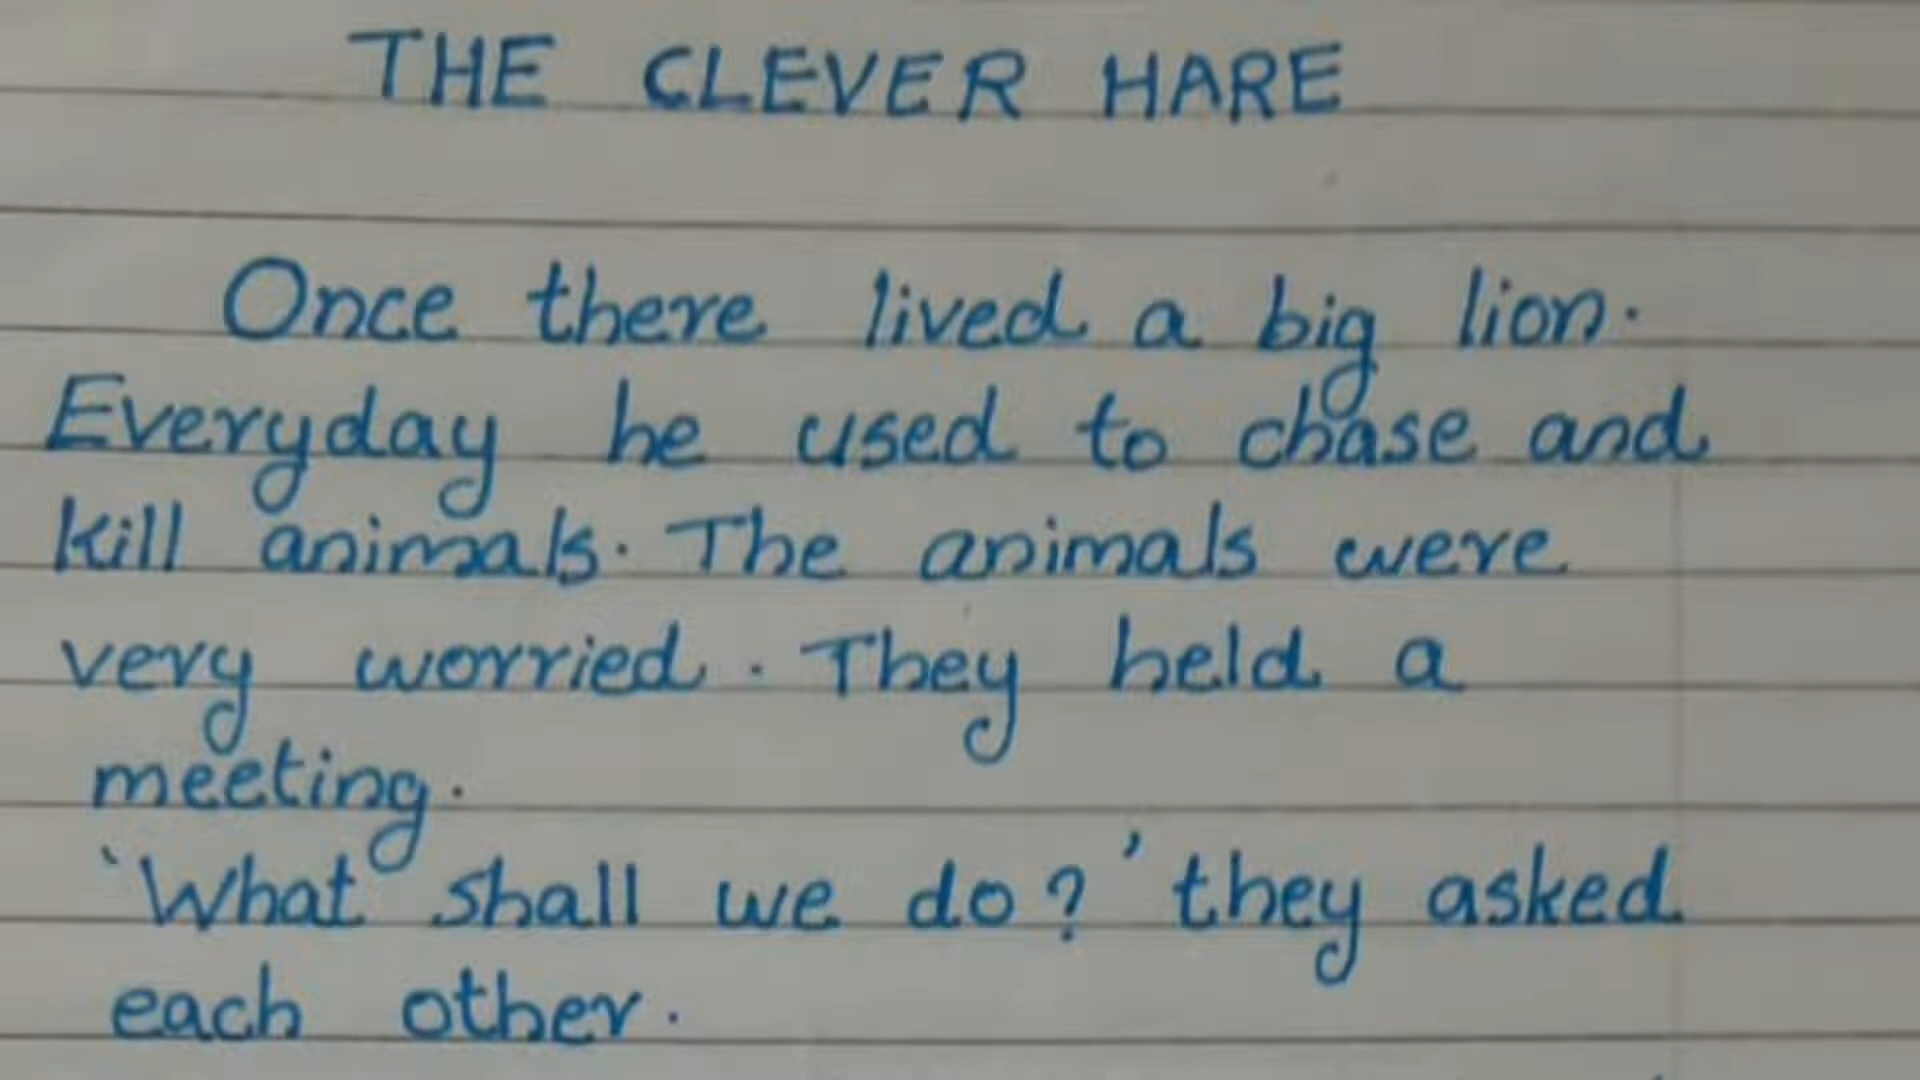 THE CLEVER HARE
Once there lived a big lion.
Everyday he used to chase and
kill animals. The animals were
very worried. They held a
meeting.
'What shall we do?' they asked
each other.